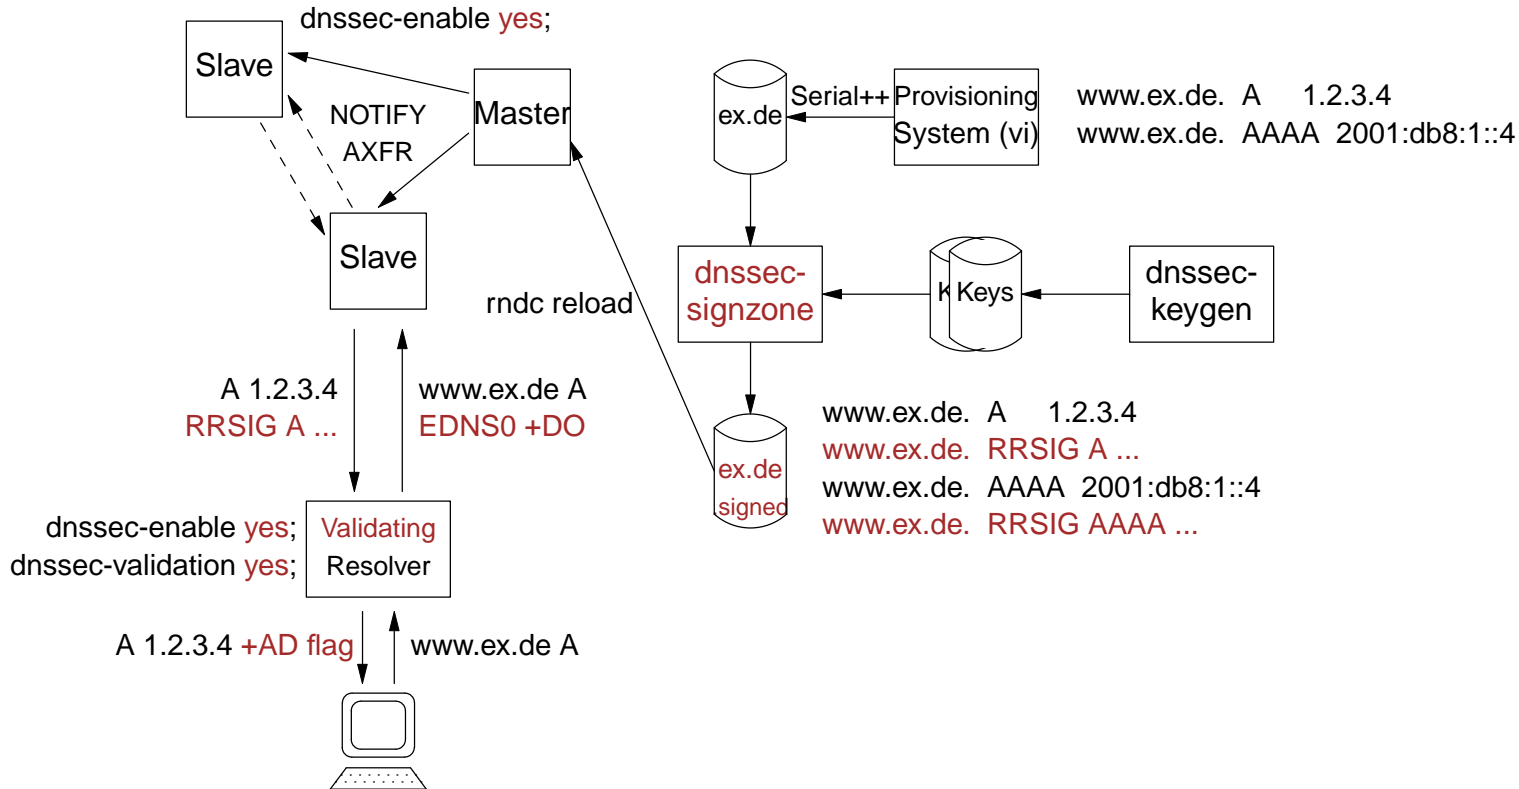 dnssec-enable yes;
Slave
NOTIFY
AXFR
Master
Slave
ex.de
Serial++
Provisioning
System (vi)
www.ex.de. A 1.2.3.4
www.ex.de. AAAA 2001:db8:1::4
dnssec-
signzone
K
Keys
dnssec-
keygen
rndc reload
A 1.2.3.4
RRSIG A ...
www.ex.de A
EDNS0 +DO
ex.de
signed
www.ex.de. A 1.2.3.4
www.ex.de. RRSIG A ...
www.ex.de. AAAA 2001:db8:1::4
www.ex.de. RRSIG AAAA ...
dnssec-enable yes;
dnssec-validation yes;
Validating
Resolver
A 1.2.3.4 +AD flag
www.ex.de A